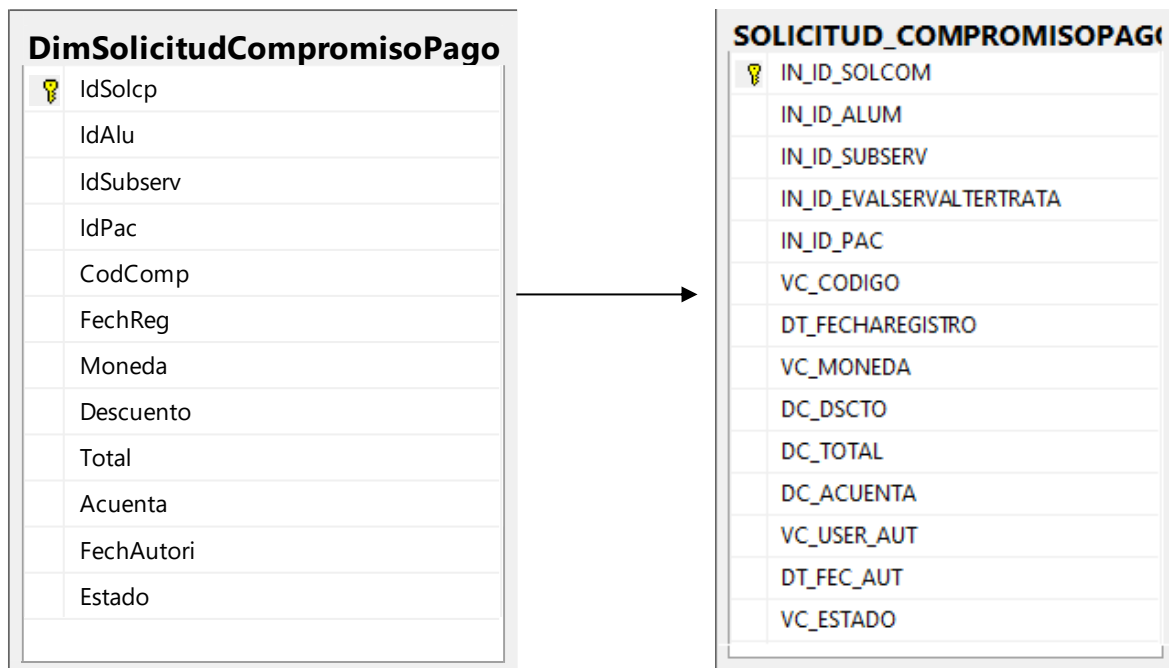 DimSolicitudCompromisoPago
IdSolcp
IdAlu
IdSubserv
IdPac
CodComp
FechReg
Moneda
Descuento
Total
Acuenta
FechAutori
Estado
SOLICITUD_COMPROMISOPAG
IN_ID_SOLCOM
IN_ID_ALUM
IN_ID_SUBSERV
IN_ID_EVALSERVALTERTRATA
IN_ID_PAC
VC_CODIGO
DT_FECHAREGISTRO
VC_MONEDA
DC_DSCTO
DC_TOTAL
DC_ACUENTA
VC_USER_AUT
DT_FEC_AUT
VC_ESTADO